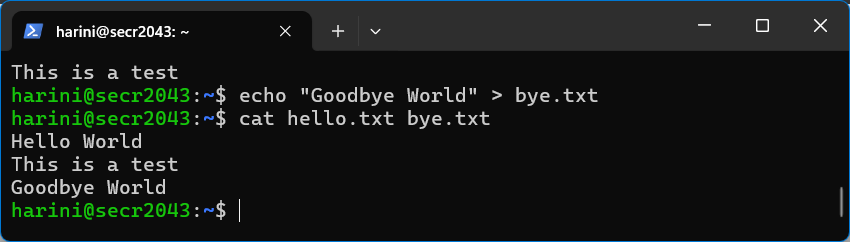 harini@secr2043: ~
This is a test
harini@secr2043:~$ echo "Goodbye World" > bye.txt
harini@secr2043:~$ cat hello.txt bye.txt
Hello World
This is a test
Goodbye World
harini@secr2043:~$